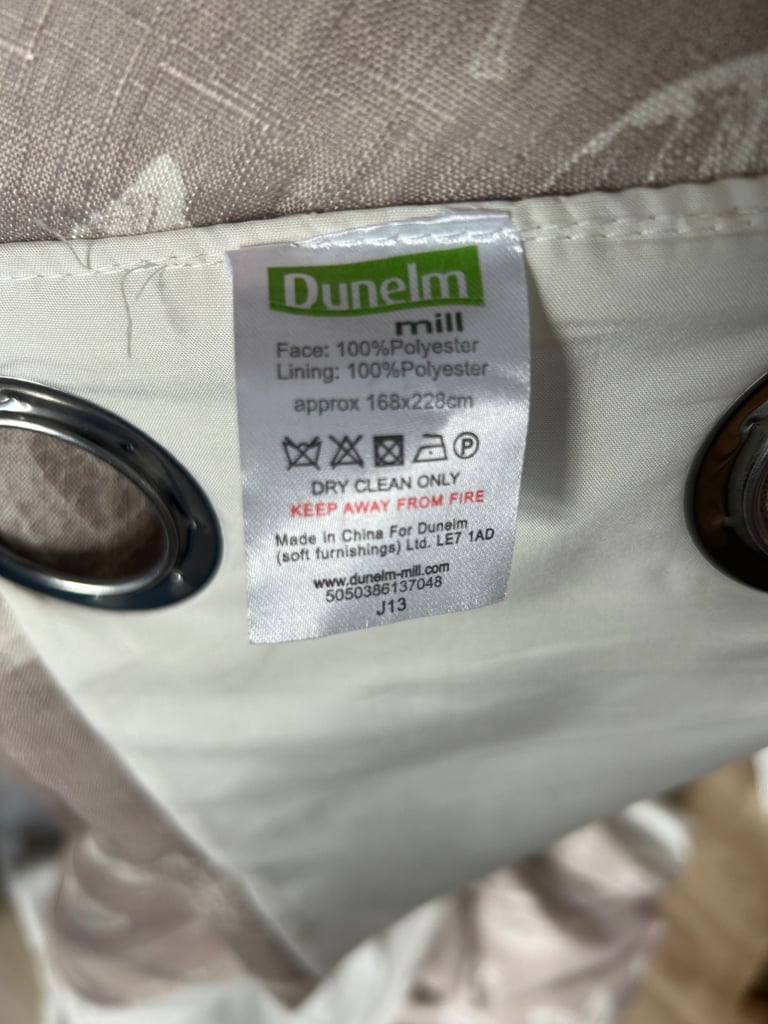 Dunelm
mill
Face: 100%Polyester
Lining: 100%Polyester
approx 168x228cm
P
DRY CLEAN ONLY
KEEP AWAY FROM FIRE
Made in China For Dunelm
(soft furnishings) Ltd. LE7 1AD
www.dunelm-mill.com
5050386137048
J13